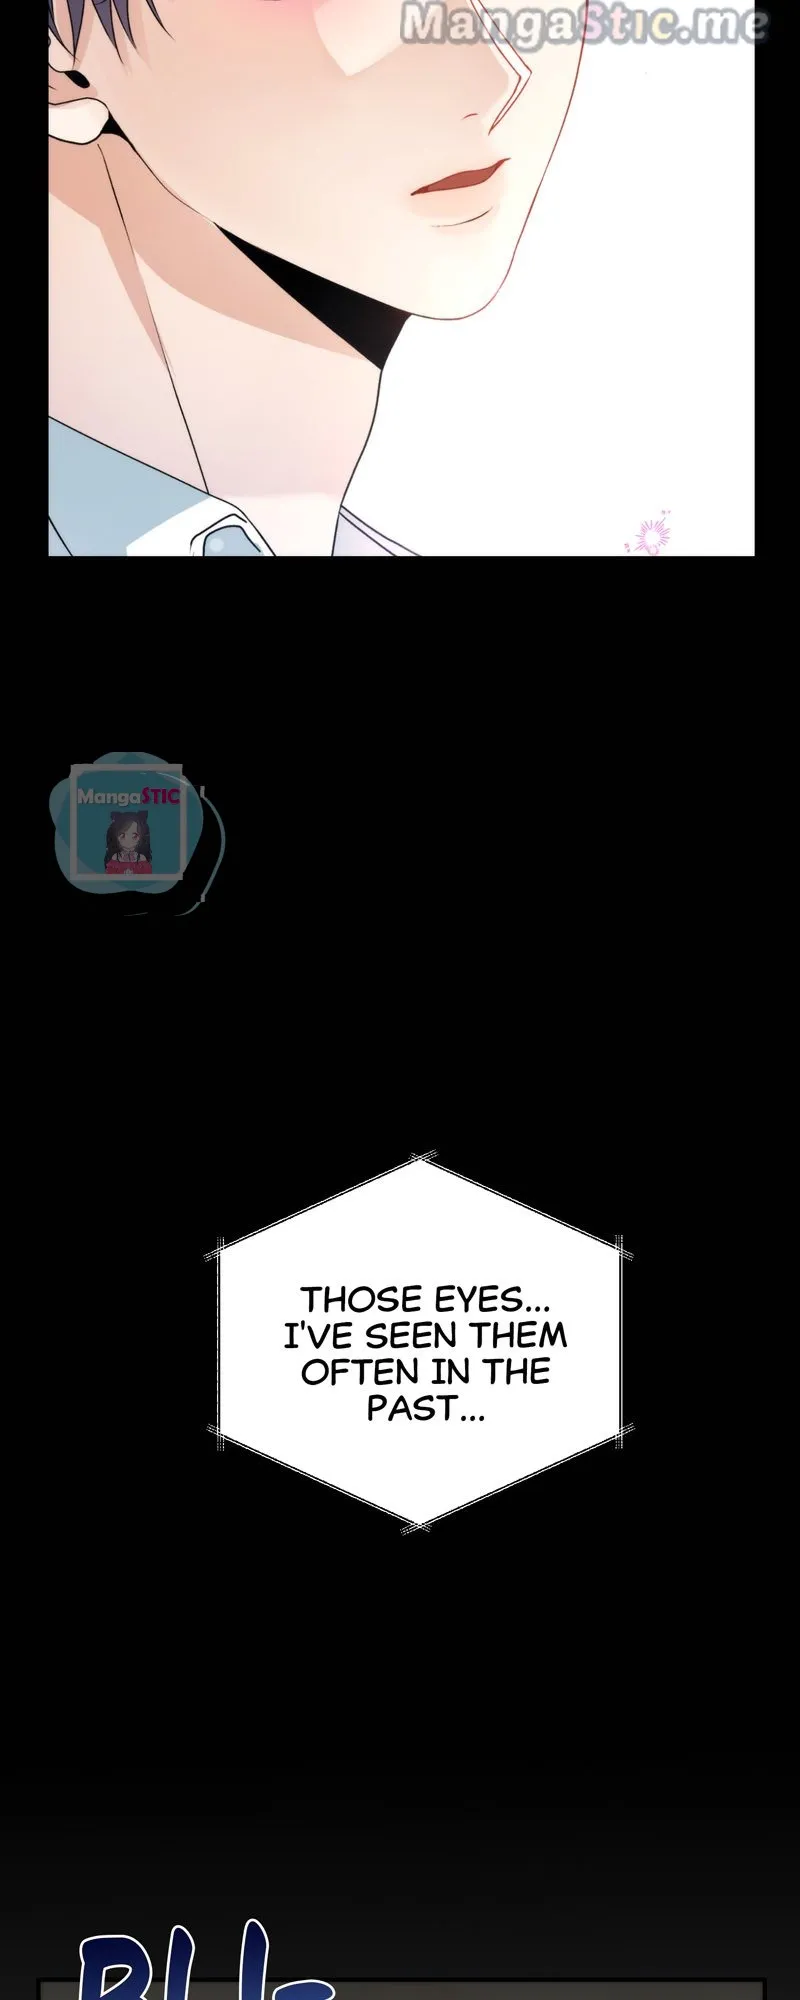 MangaStic.me
MangaSTIC
THOSE EYES...
I'VE SEEN THEM
OFTEN IN THE
PAST...